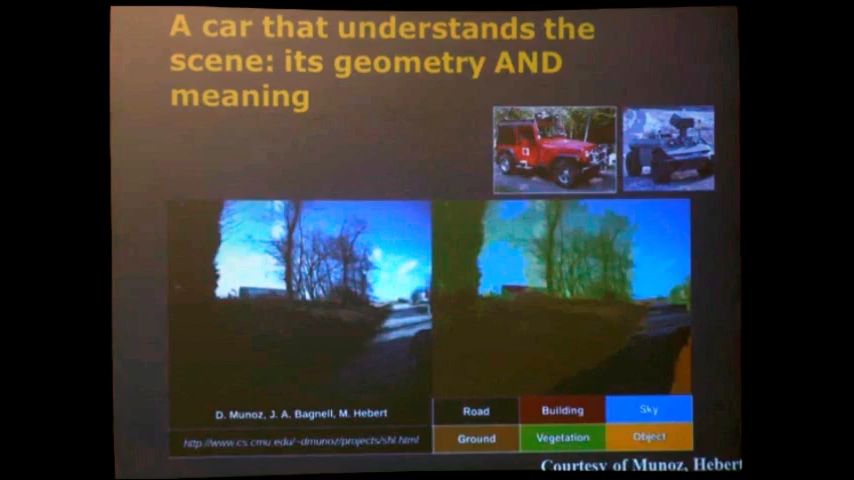 A car that understands the
scene: its geometry AND
meaning
D. Munoz, J. A. Bagnell, M. Hebert
http://www.cs.cmu.edu/~dmunoz/projects/shl.html
Road
Building
Sky
Ground
Vegetation
Object
Courtesy of Munoz, Hebert